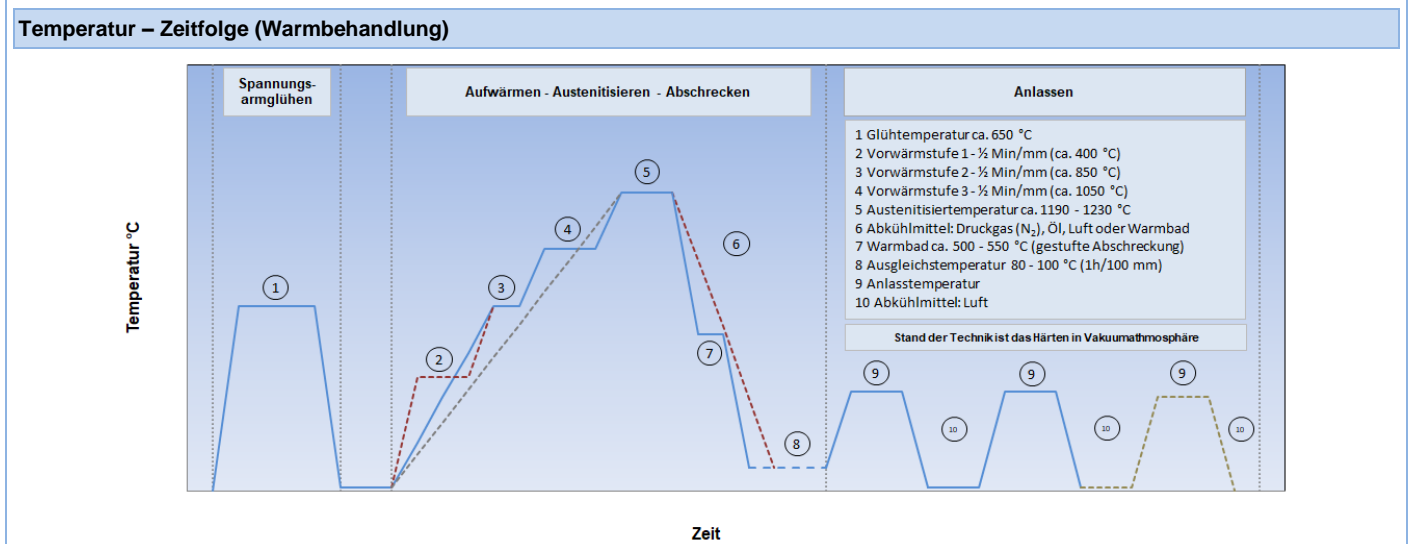 Temperatur – Zeitfolge (Warmbehandlung)
Spannungs-
armglühen
Aufwärmen - Austenitisieren - Abschrecken
Anlassen
1 Glühtemperatur ca. 650 °C
2 Vorwärmstufe 1 - ½ Min/mm (ca. 400 °C)
3 Vorwärmstufe 2 - ½ Min/mm (ca. 850 °C)
4 Vorwärmstufe 3 - ½ Min/mm (ca. 1050 °C)
5 Austenitisiertemperatur ca. 1190 - 1230 °C
6 Abkühlmittel: Druckgas (N₂), Öl, Luft oder Warmbad
7 Warmbad ca. 500 - 550 °C (gestufte Abschreckung)
8 Ausgleichstemperatur 80 - 100 °C (1h/100 mm)
9 Anlasstemperatur
10 Abkühlmittel: Luft
Stand der Technik ist das Härten in Vakuumathmosphäre
Temperatur °C
1
2
3
4
5
6
7
8
9
10
9
10
9
10
Zeit